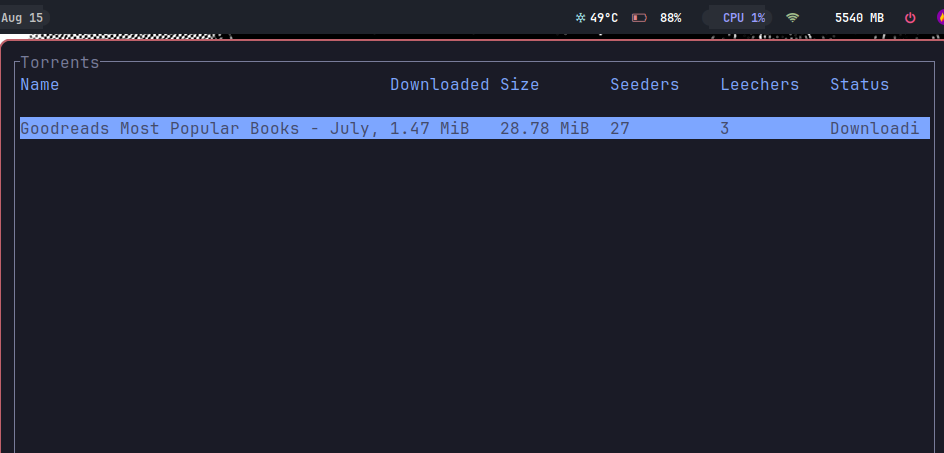 Aug 15 49°C 88% CPU 1% 5540 MB
Torrents
Name Downloaded Size Seeders Leechers Status
Goodreads Most Popular Books - July, 1.47 MiB 28.78 MiB 27 3 Downloadi